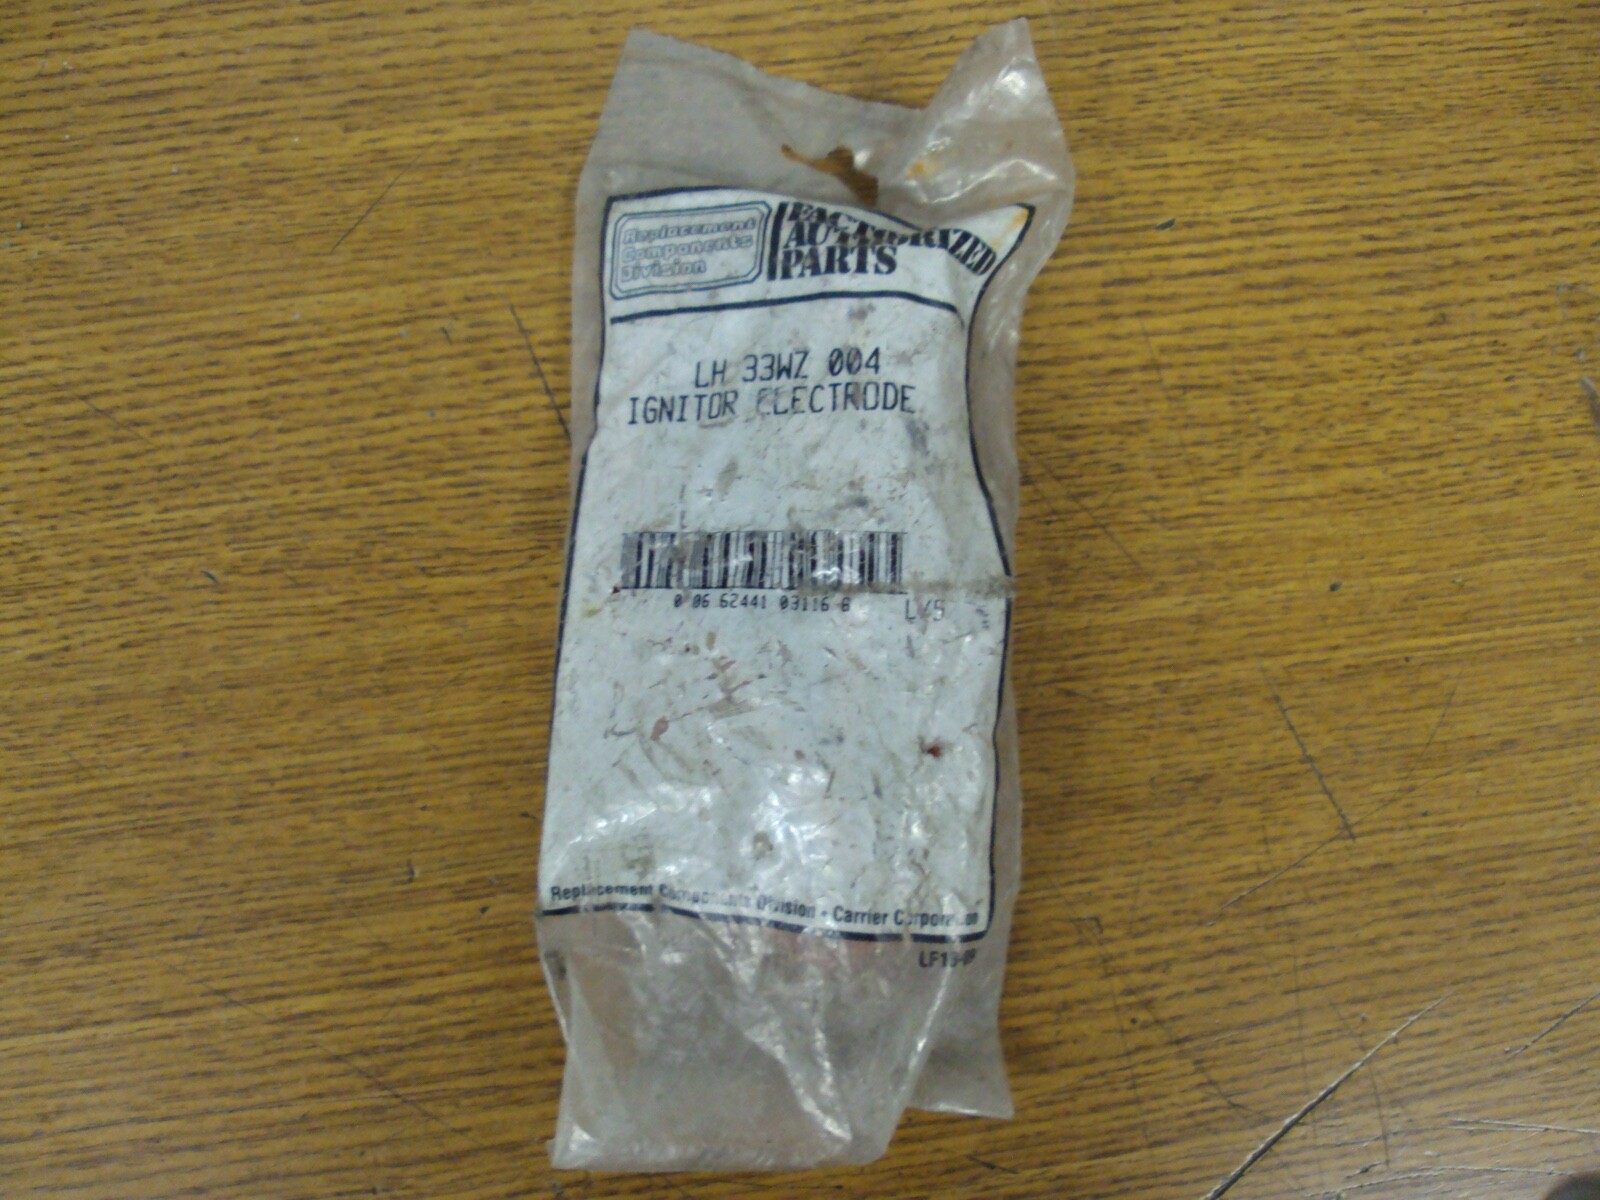 Replacement
Components
Division
AUTHORIZED
PARTS
LH 33WZ 004
IGNITOR ELECTRODE
0 06 62441 03116 6
L/S
Replacement Components Division • Carrier Corporation